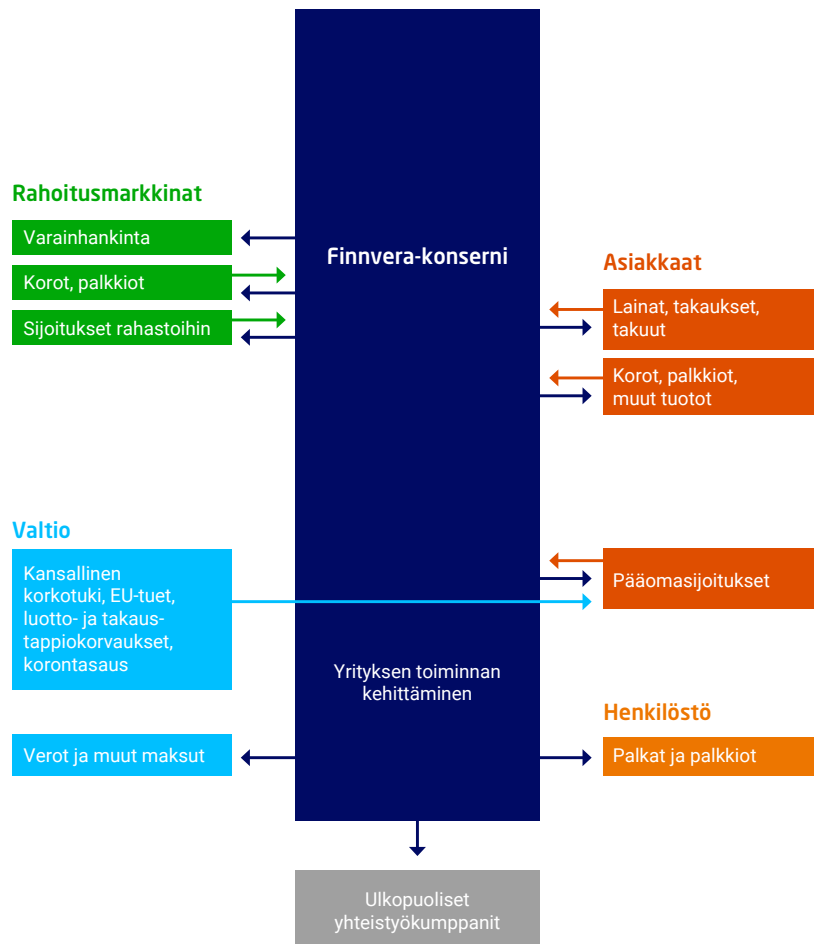 Rahoitusmarkkinat
Varainhankinta
Korot, palkkiot
Sijoitukset rahastoihin
Finnvera-konserni
Asiakkaat
Lainat, takaukset,
takuut
Korot, palkkiot,
muut tuotot
Valtio
Kansallinen
korkotuki, EU-tuet,
luotto- ja takaus-
tappiokorvaukset,
korontasaus
Pääomasijoitukset
Yrityksen toiminnan
kehittäminen
Henkilöstö
Verot ja muut maksut
Palkat ja palkkiot
Ulkopuoliset
yhteistyökumppanit